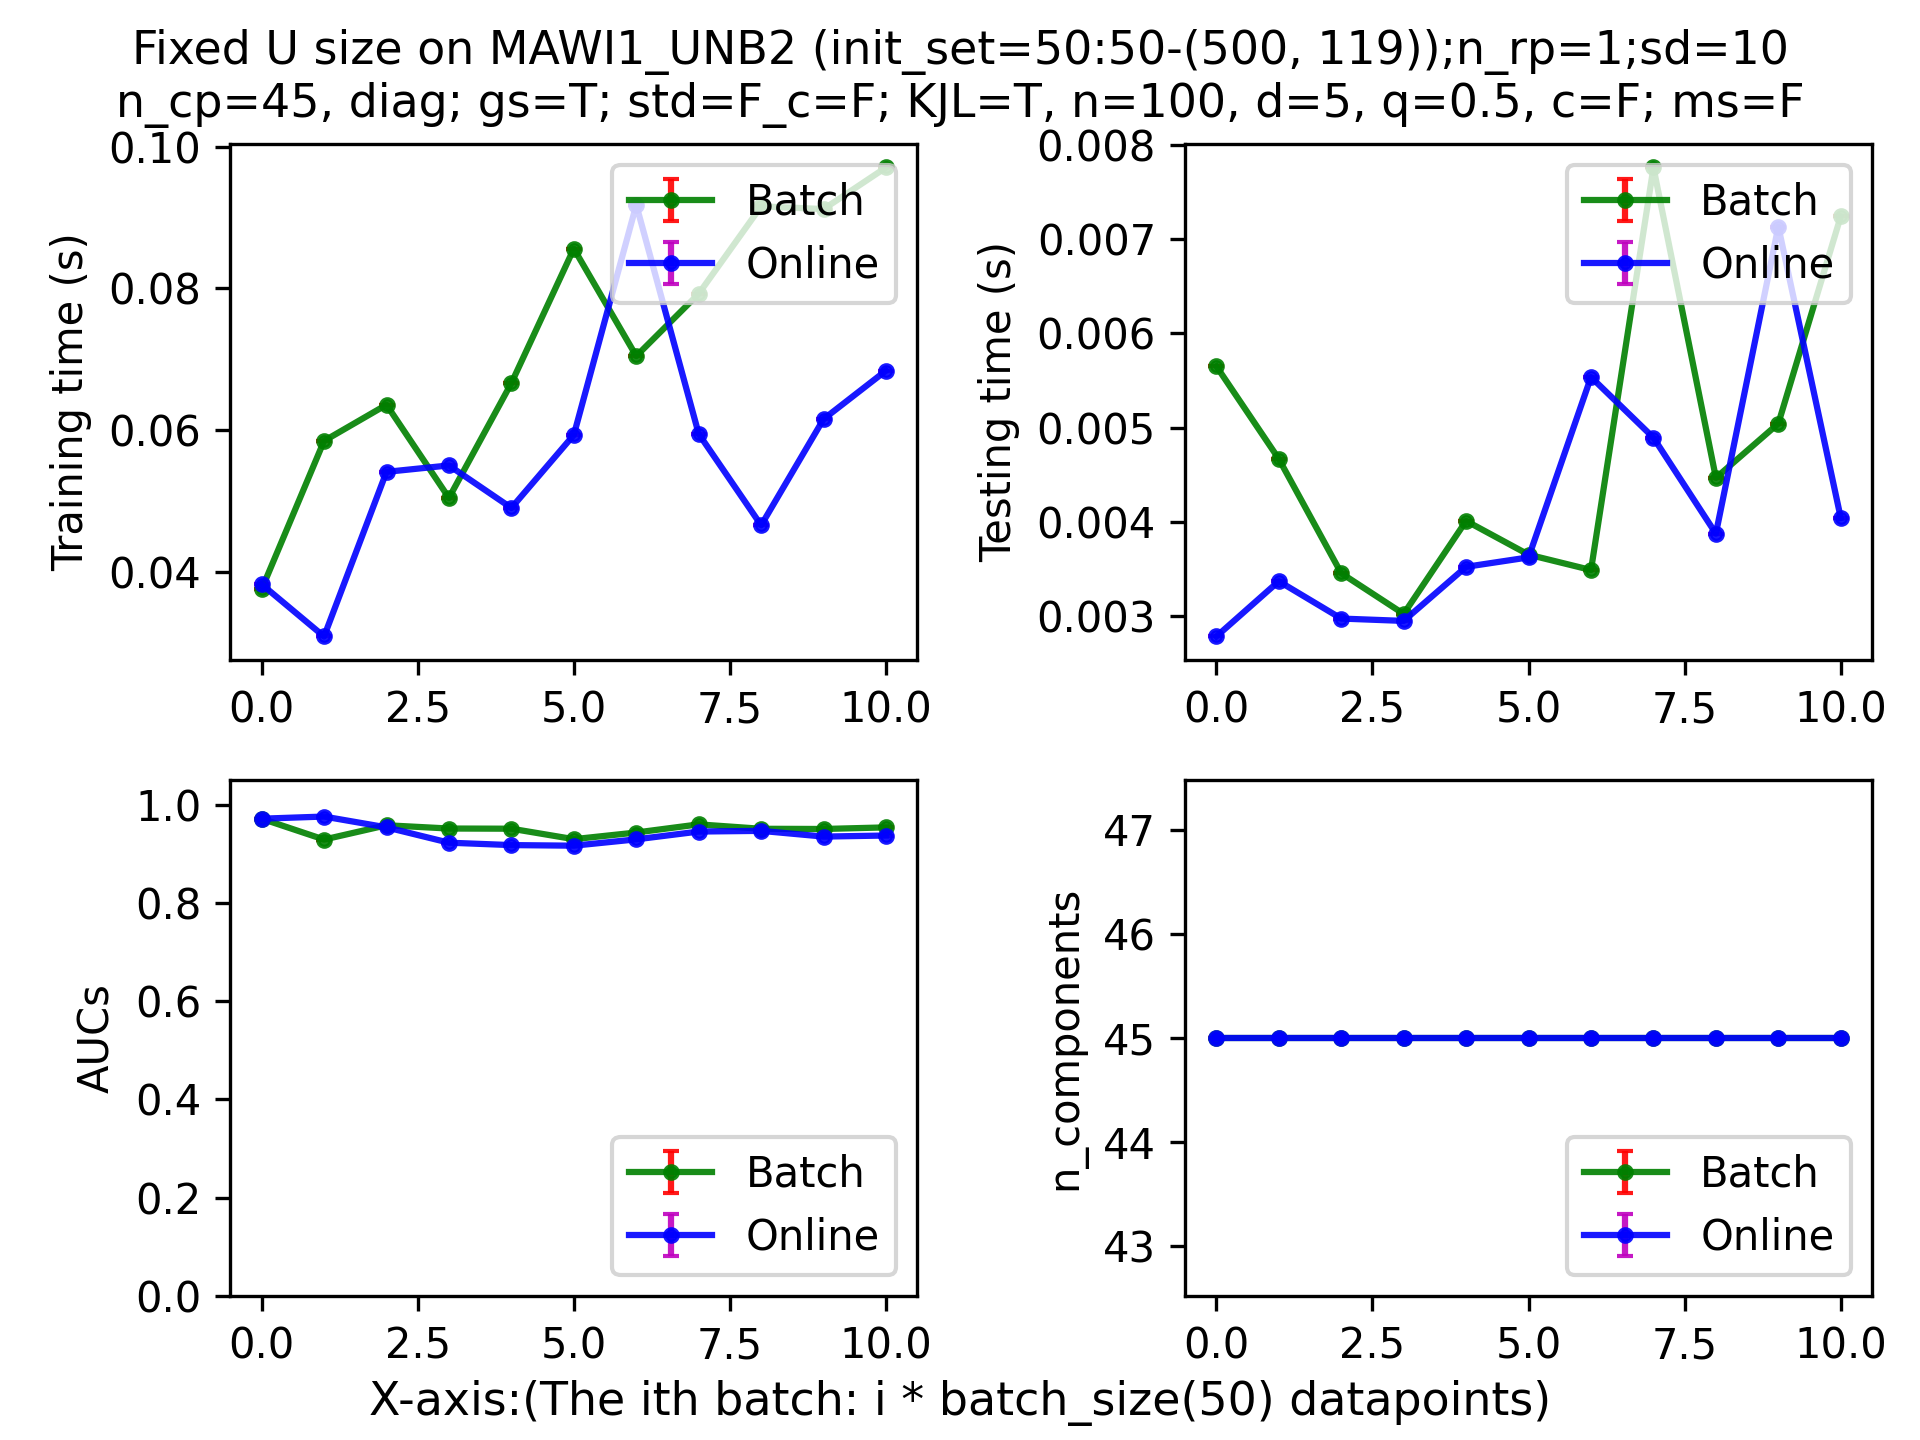 Fixed U size on MAWI1_UNB2 (init_set=50:50-(500, 119));n_rp=1;sd=10
n_cp=45, diag; gs=T; std=F_c=F; KJL=T, n=100, d=5, q=0.5, c=F; ms=F
Training time (s)
0.10
0.08
0.06
0.04
0.0 2.5 5.0 7.5 10.0
Batch
Online
Testing time (s)
0.008
0.007
0.006
0.005
0.004
0.003
0.0 2.5 5.0 7.5 10.0
Batch
Online
AUCs
1.0
0.8
0.6
0.4
0.2
0.0
0.0 2.5 5.0 7.5 10.0
Batch
Online
n_components
47
46
45
44
43
0.0 2.5 5.0 7.5 10.0
Batch
Online
X-axis:(The ith batch: i * batch_size(50) datapoints)